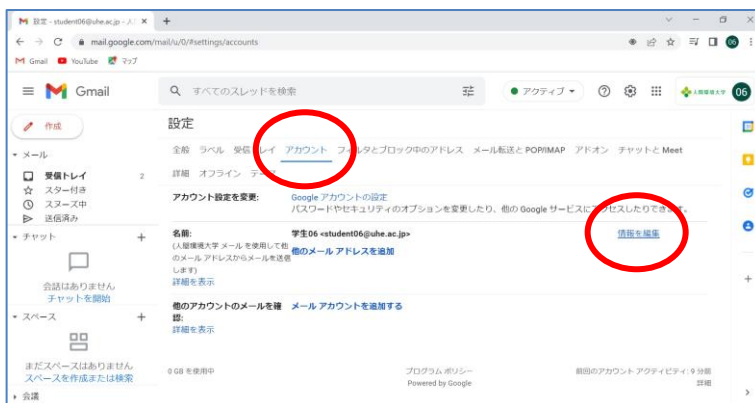 設定 - student06@uhe.ac.jp - 人
mail.google.com/mail/u/0/#settings/accounts
Gmail YouTube マップ
Gmail すべてのスレッドを検索 アクティブ 人間環境大学 06
作成
メール
受信トレイ 2
スター付き
スヌーズ中
送信済み
チャット
会話はありません
チャットを開始
スペース
まだスペースはありません
スペースを作成または検索
会議
設定
全般 ラベル 受信トレイ アカウント フィルタとブロック中のアドレス メール転送と POP/IMAP アドオン チャットと Meet
詳細 オフライン テーマ
アカウント設定を変更: Google アカウントの設定
パスワードやセキュリティのオプションを変更したり、他の Google サービスにアクセスしたりできます。
名前: 学生06 <student06@uhe.ac.jp> 情報を編集
(人間環境大学 メール を使用して他のメール アドレスからメールを送信します) 他のメール アドレスを追加
詳細を表示
他のアカウントのメールを確認: メール アカウントを追加する
詳細を表示
0 GB を使用中 プログラム ポリシー 前回のアカウント アクティビティ: 9 分前
Powered by Google 詳細